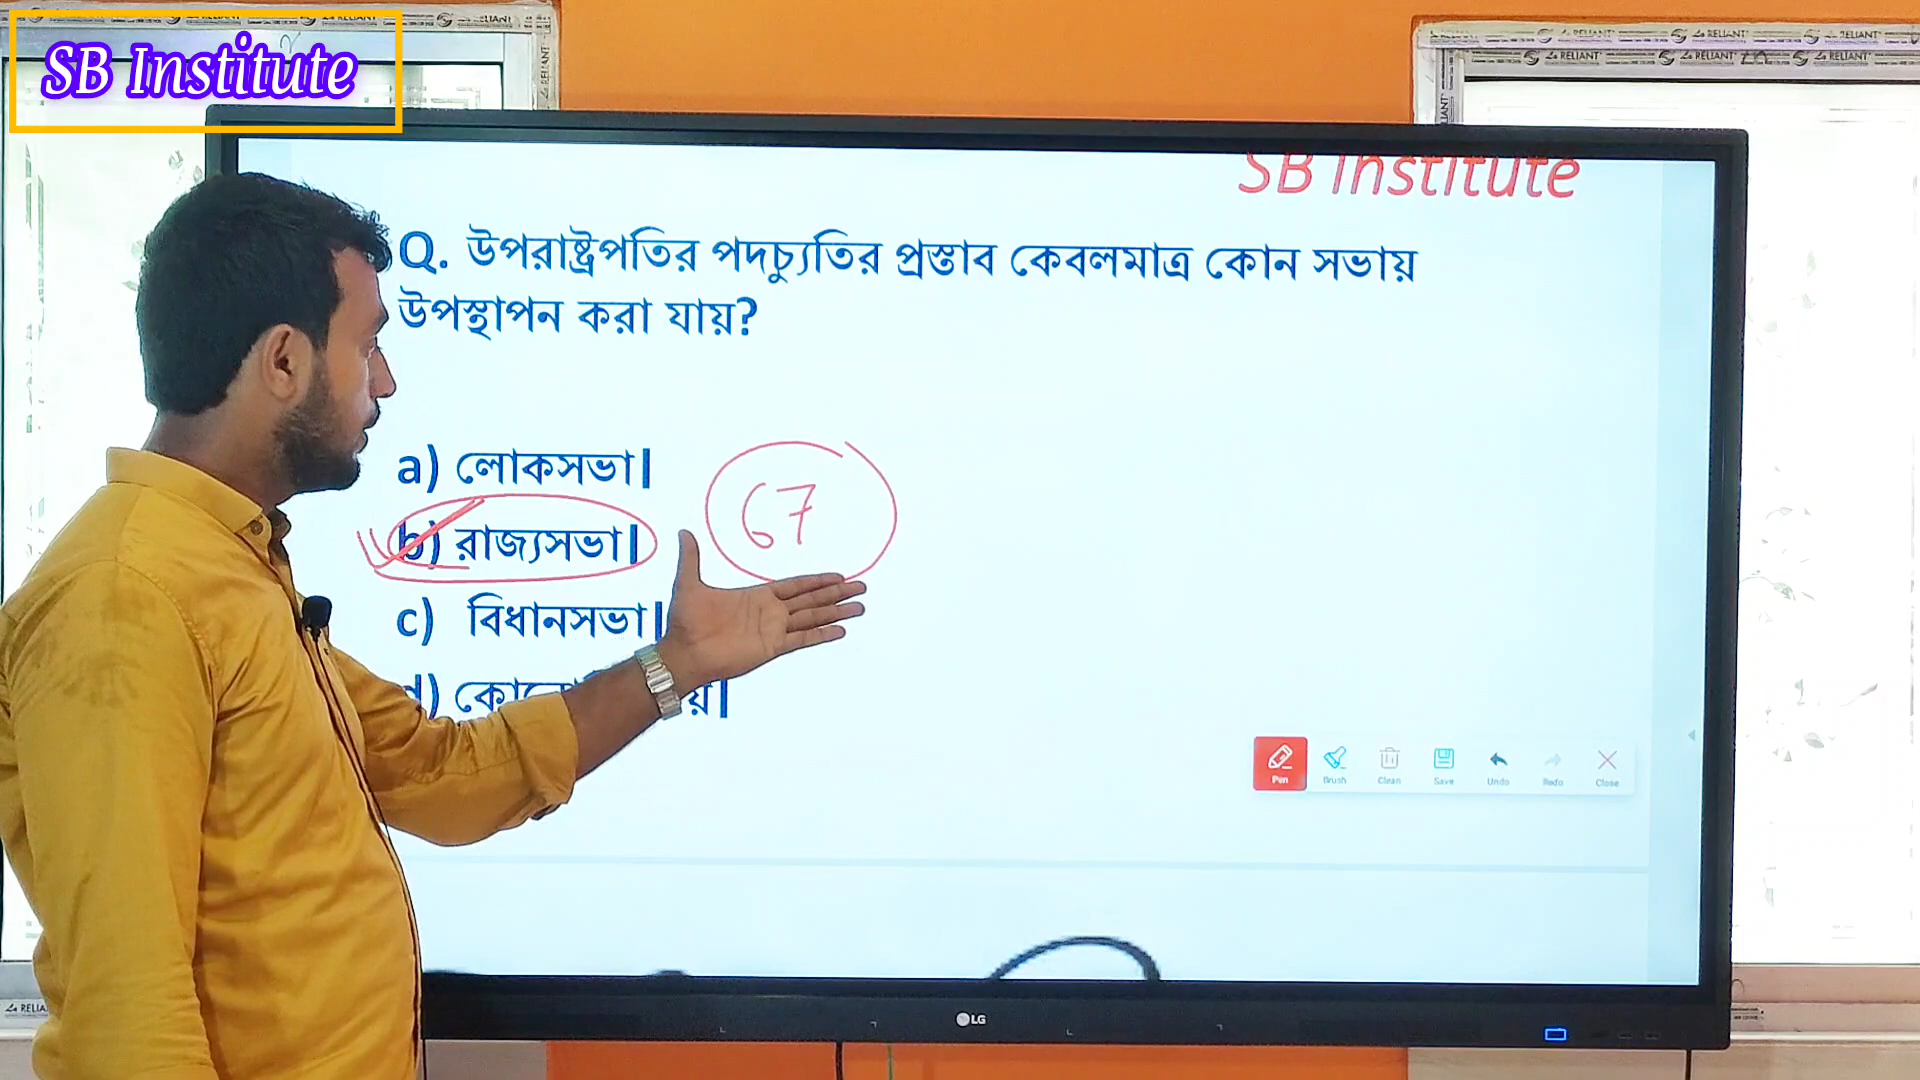 SB Institute
SB Institute
Q. উপরাষ্ট্রপতির পদচ্যুতির প্রস্তাব কেবলমাত্র কোন সভায়
উপস্থাপন করা যায়?
a) লোকসভা।
67
b) রাজ্যসভা।
c) বিধানসভা।
Pen Brush Clean Save Undo Redo Close
LG
RELIANT